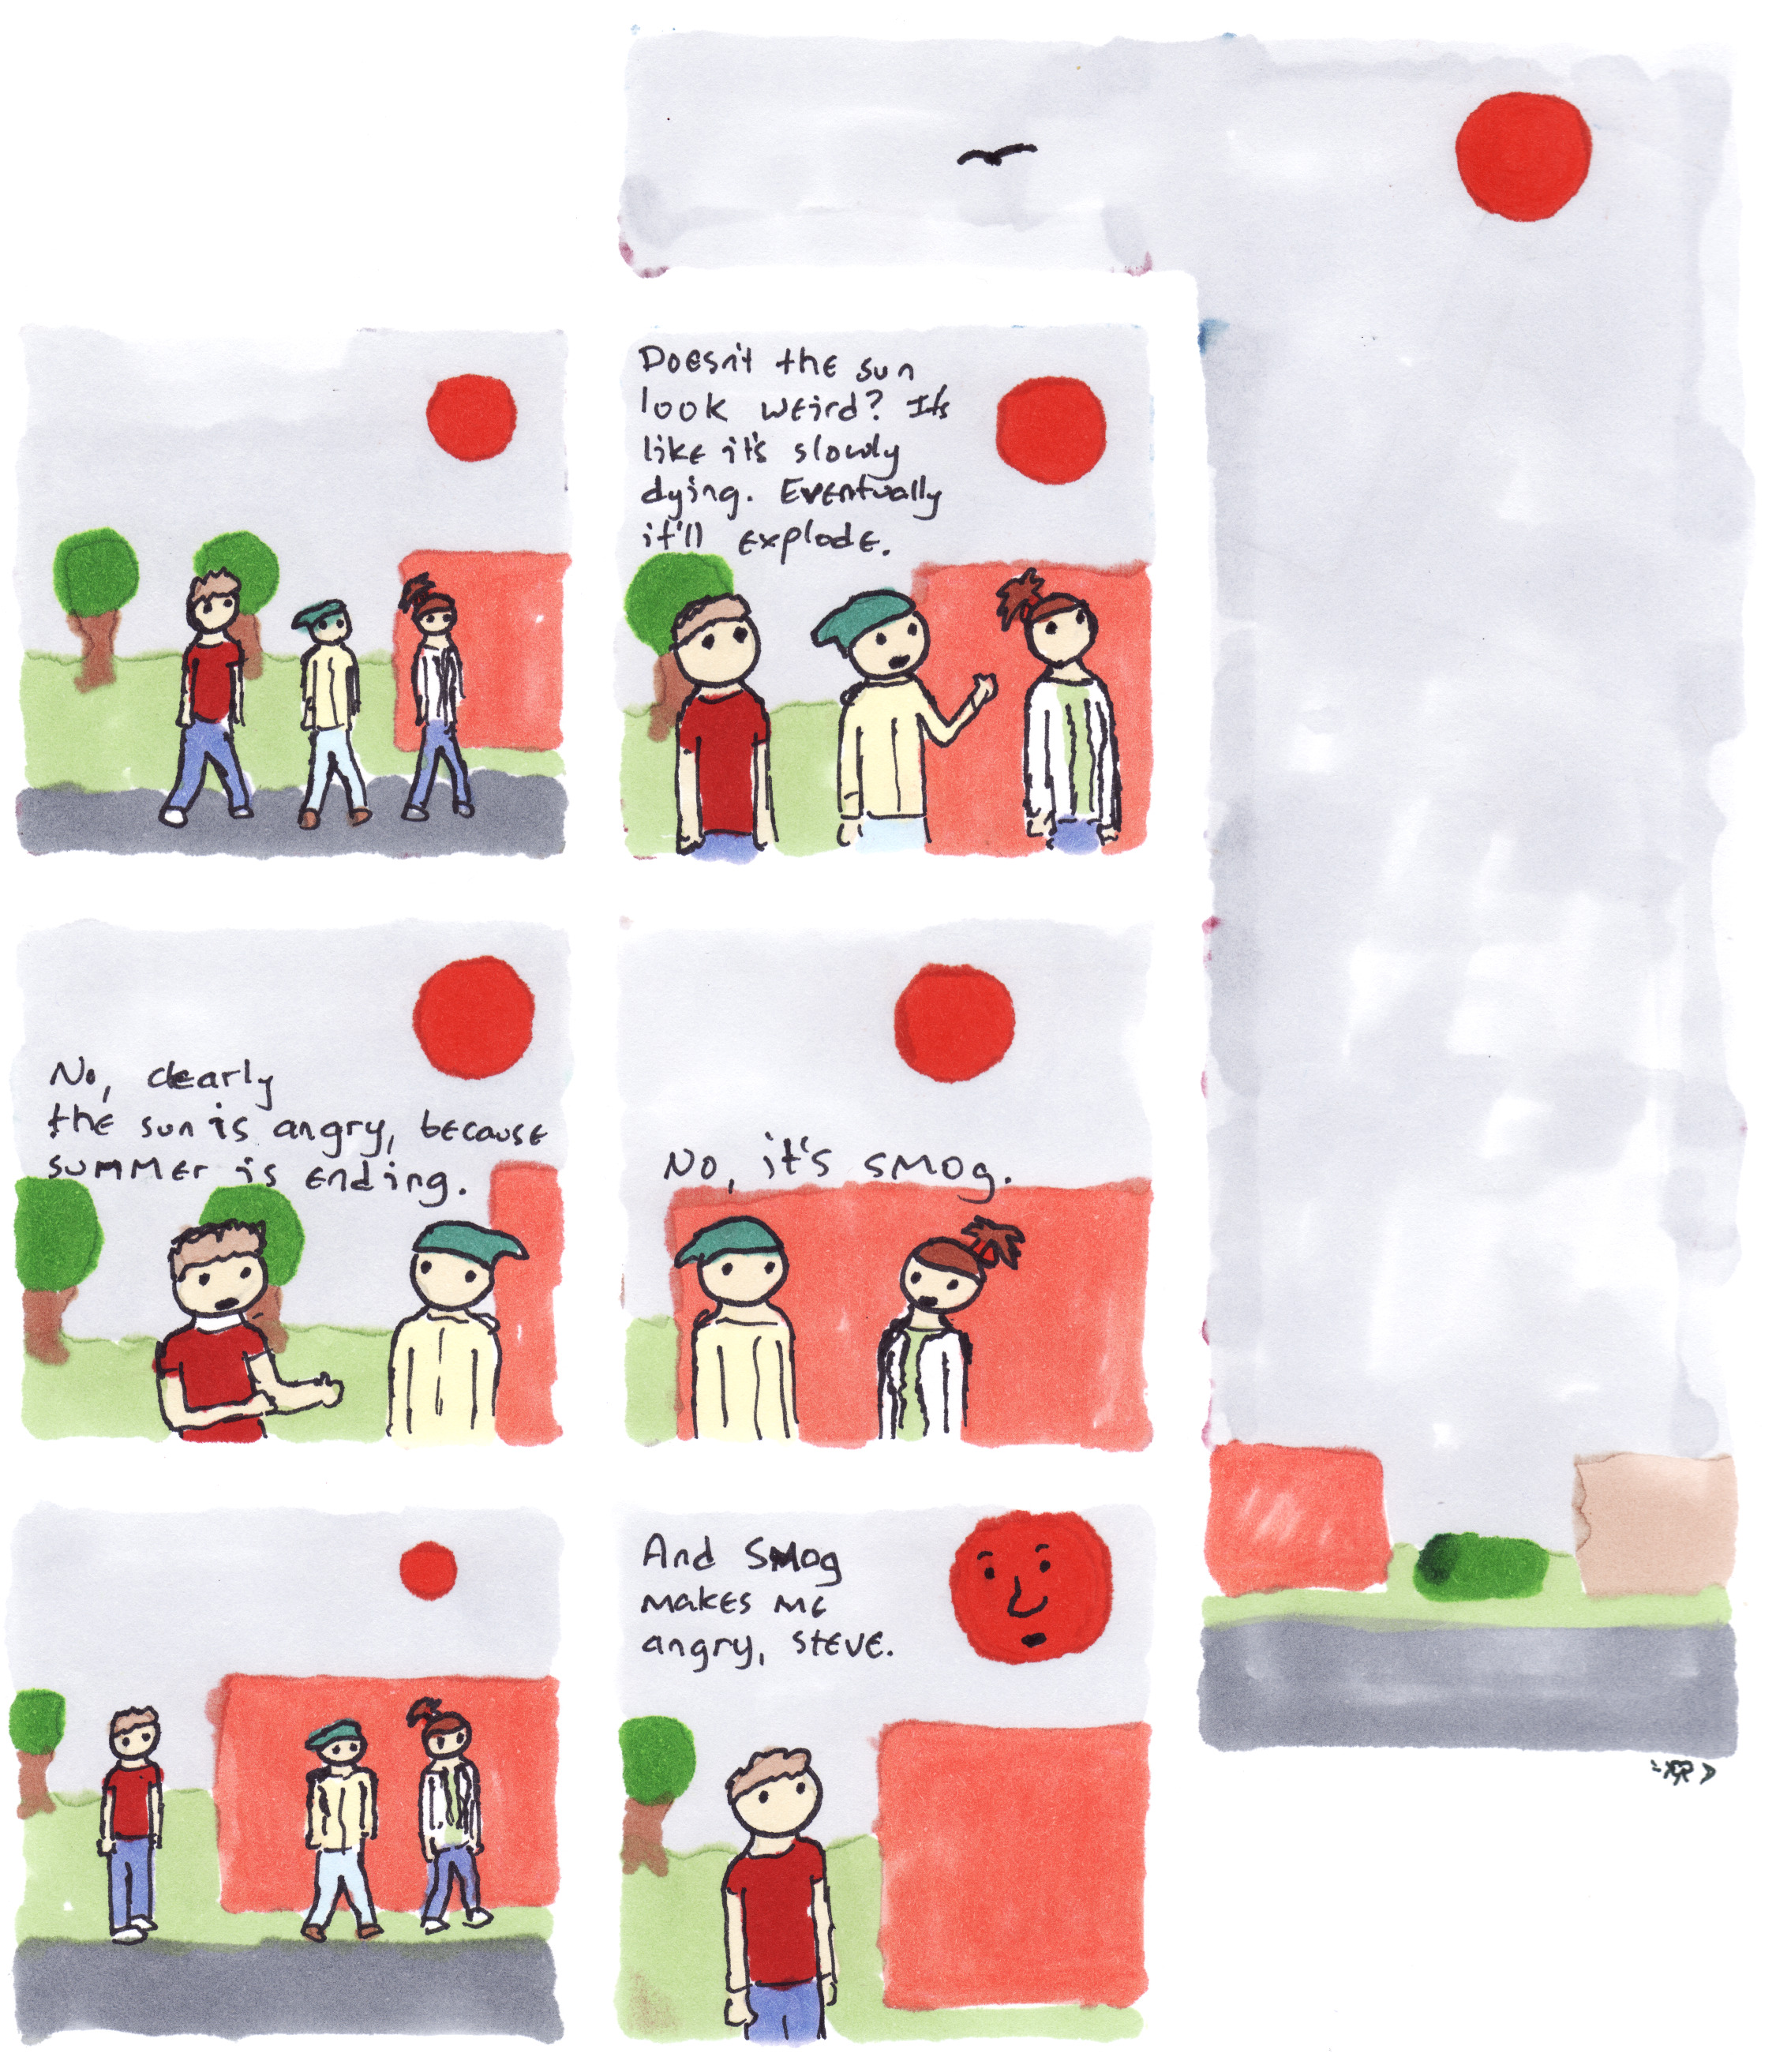 Doesn't the sun
look weird? It's
like it's slowly
dying. Eventually
it'll explode.
No, clearly
the sun is angry, because
summer is ending.
No, it's smog.
And smog
makes me
angry, Steve.